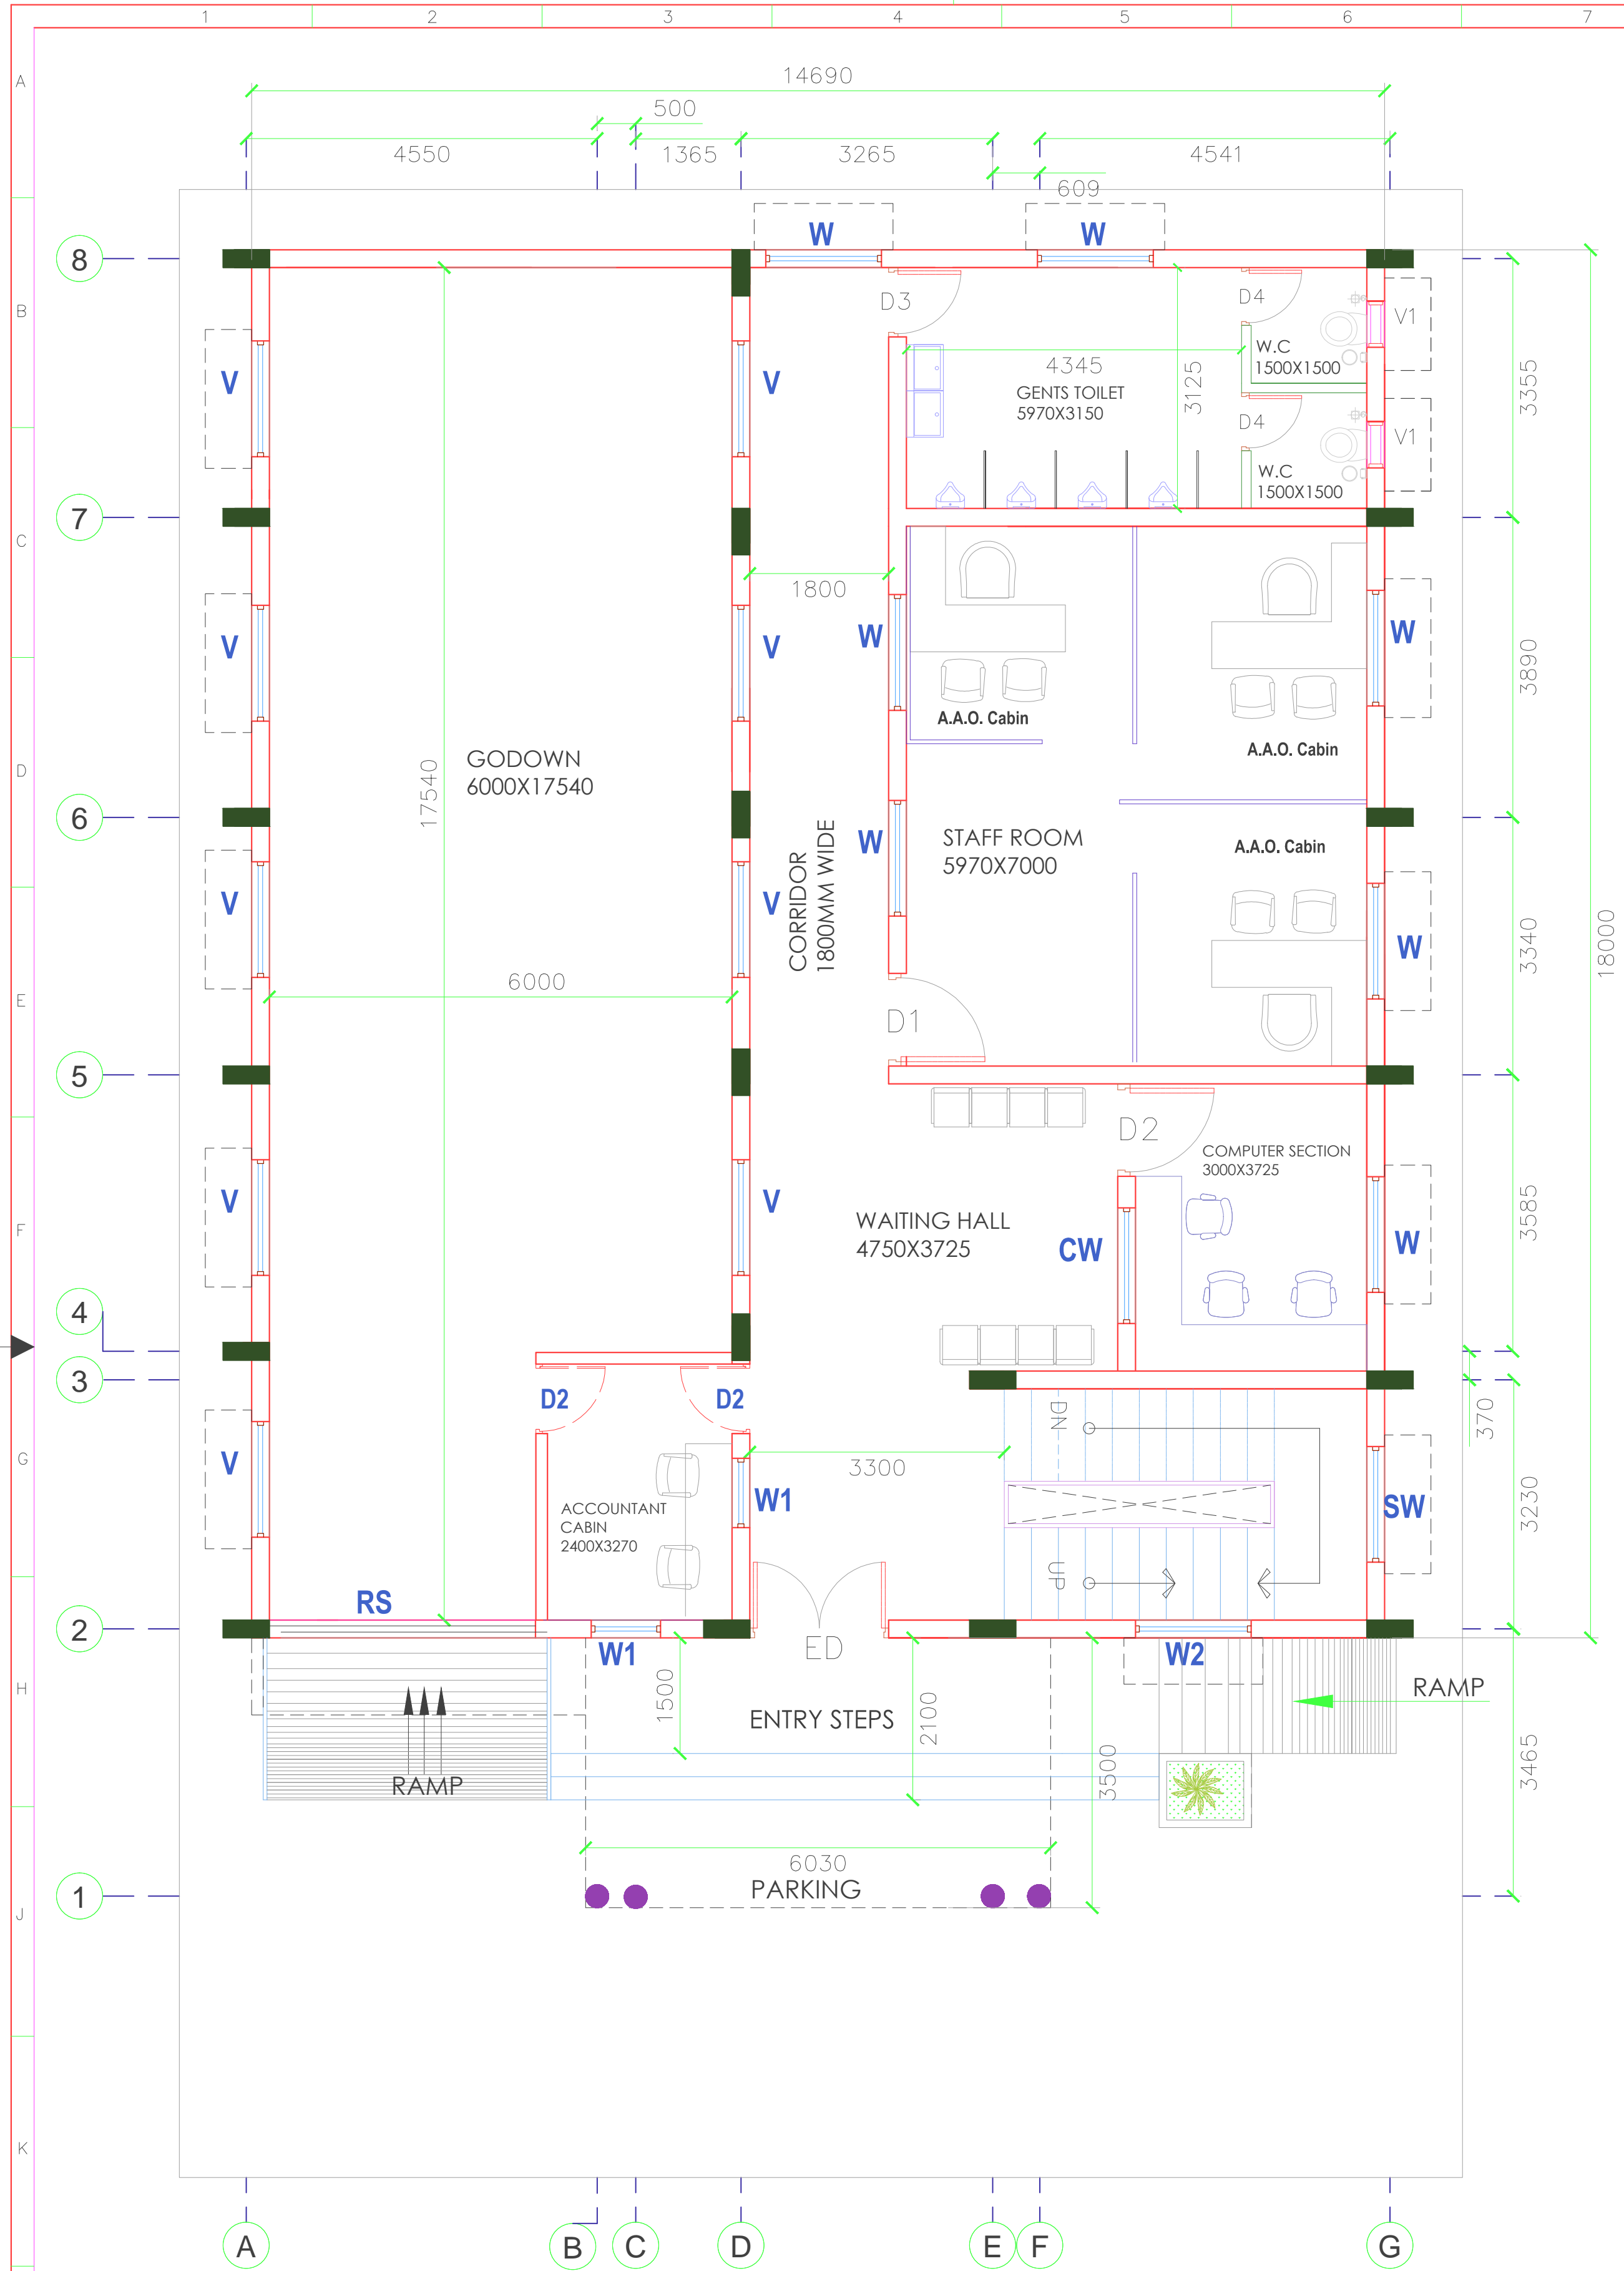 1 2 3 4 5 6 7
A
14690
500
4550 1365 3265 4541
609
W W
8
D3 D4 V1
B
W.C
1500X1500
4345
3125
3355
GENTS TOILET
5970X3150
V V
D4 V1
W.C
1500X1500
7
C
1800
V V W W
3890
A.A.O. Cabin
A.A.O. Cabin
GODOWN
6000X17540
17540
D
6
CORRIDOR
1800MM WIDE
W
STAFF ROOM
5970X7000
A.A.O. Cabin
V V
W
3340
18000
6000
E
D1
5
D2
COMPUTER SECTION
3000X3725
V V
WAITING HALL
4750X3725
CW
W
3585
F
4
3
D2 D2
DN
370
G
V
3300
ACCOUNTANT
CABIN
2400X3270
W1
SW
3230
UP
RS
2
W1
ED
W2
H
1500
2100
ENTRY STEPS
RAMP
RAMP
3500
3465
6030
PARKING
1
J
K
A B C D E F G